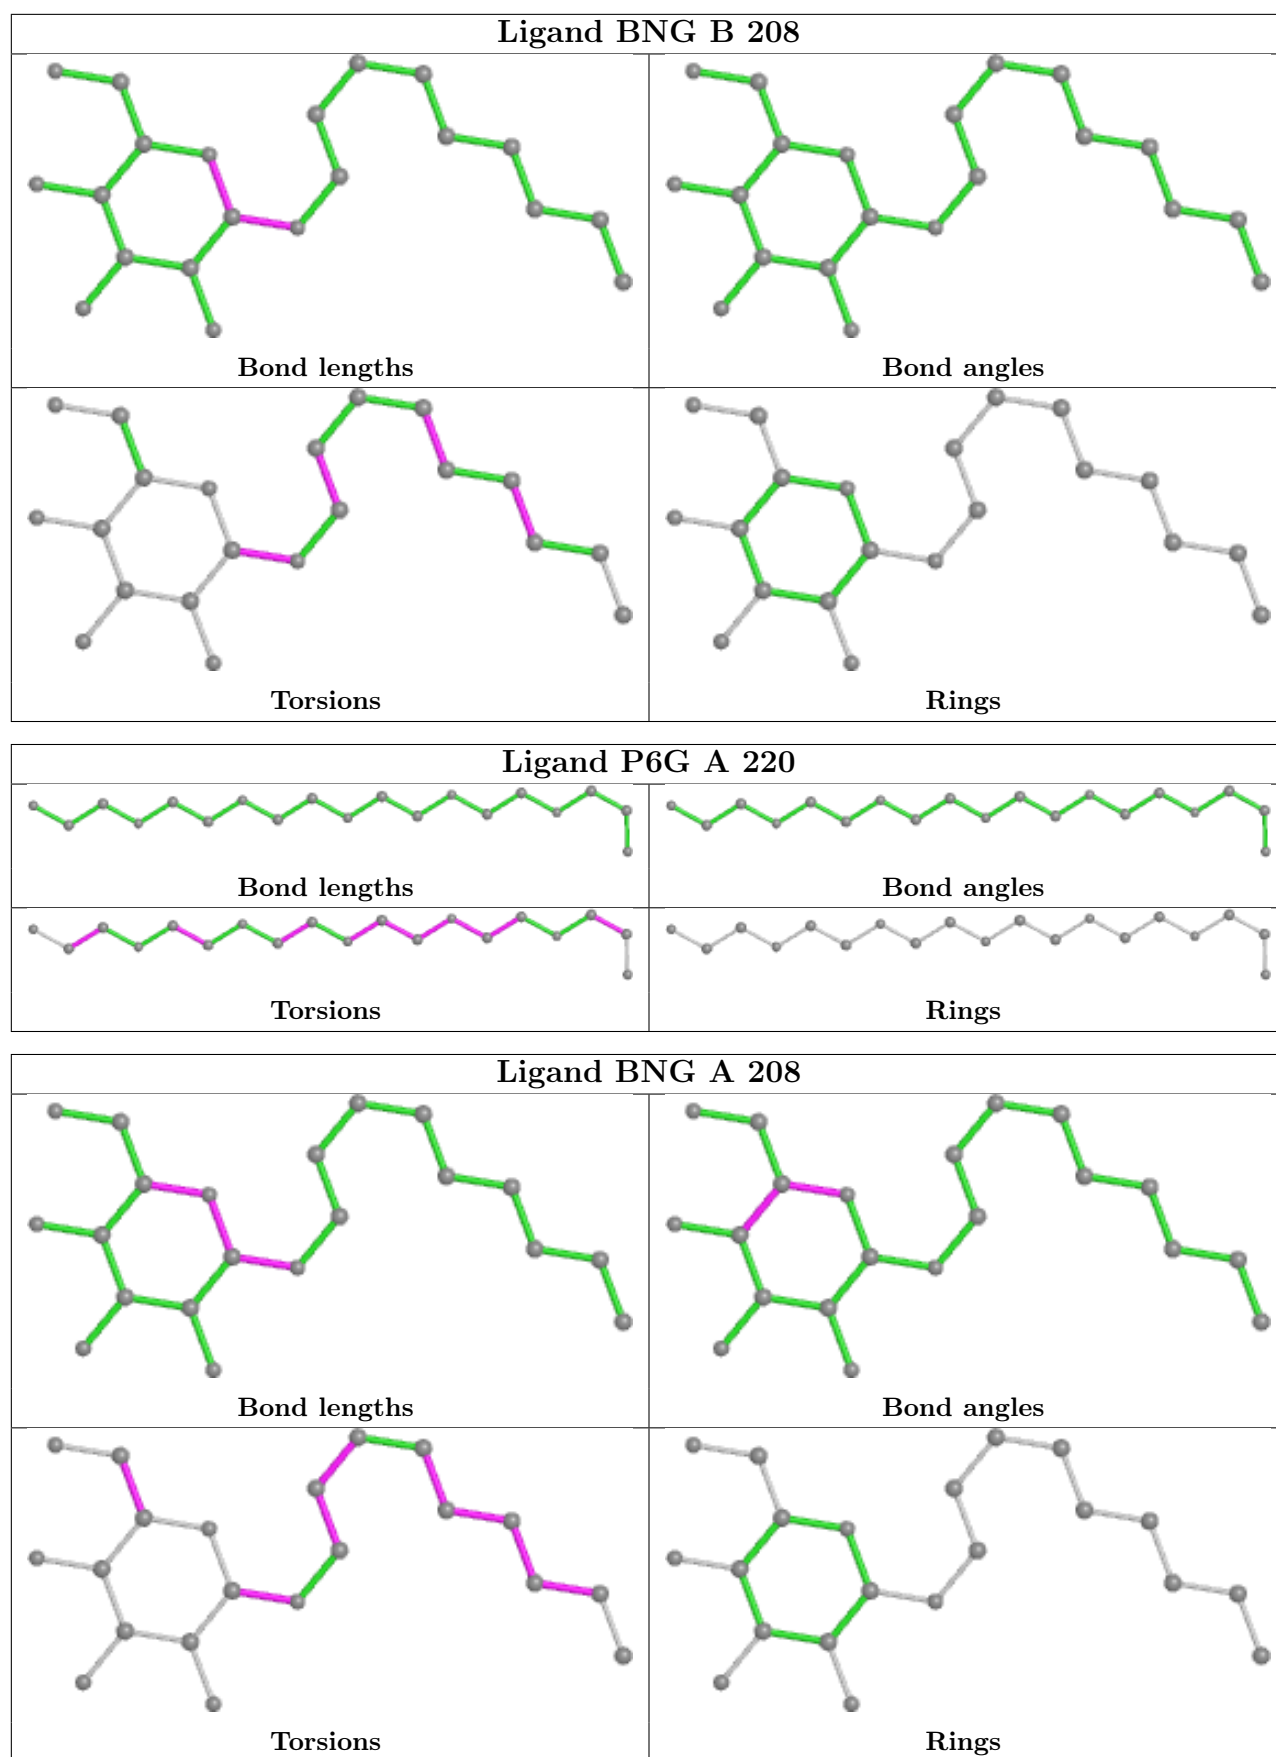 Ligand BNG B 208
Bond lengths
Bond angles
Torsions
Rings
Ligand P6G A 220
Bond lengths
Bond angles
Torsions
Rings
Ligand BNG A 208
Bond lengths
Bond angles
Torsions
Rings